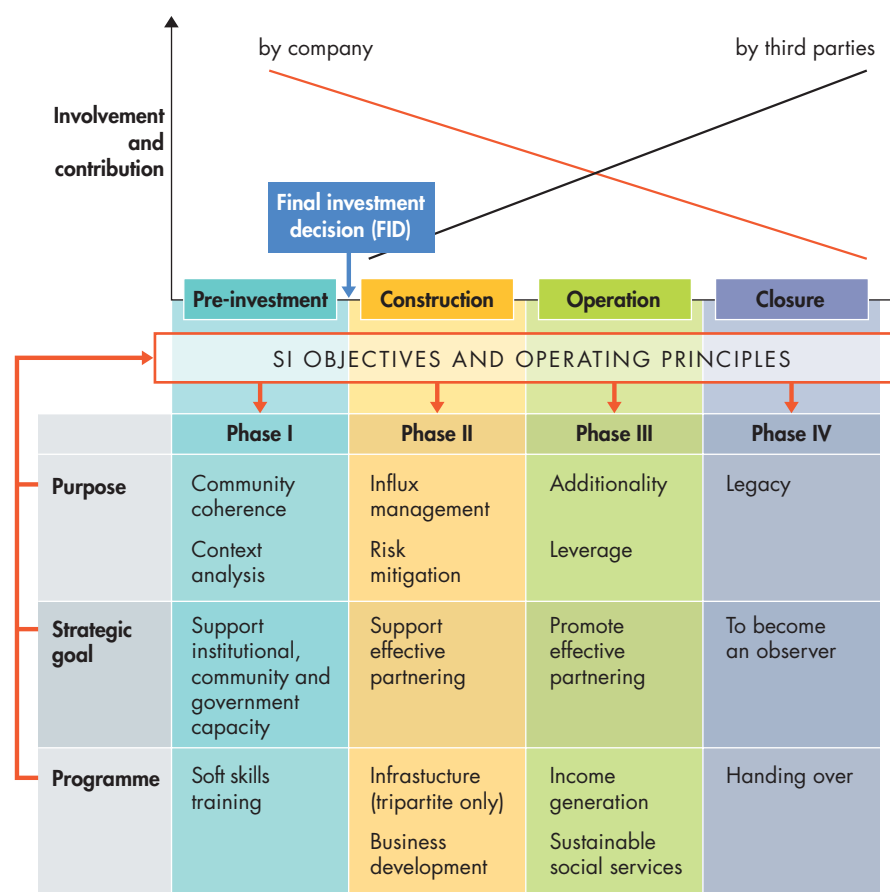 by company
by third parties
Involvement
and
contribution
Final investment
decision (FID)
Pre-investment
Construction
Operation
Closure
SI OBJECTIVES AND OPERATING PRINCIPLES
Phase I
Phase II
Phase III
Phase IV
Purpose
Community
coherence
Context
analysis
Influx
management
Risk
mitigation
Additionality
Leverage
Legacy
Strategic
goal
Support
institutional,
community and
government
capacity
Support
effective
partnering
Promote
effective
partnering
To become
an observer
Programme
Soft skills
training
Infrastucture
(tripartite only)
Business
development
Income
generation
Sustainable
social services
Handing over